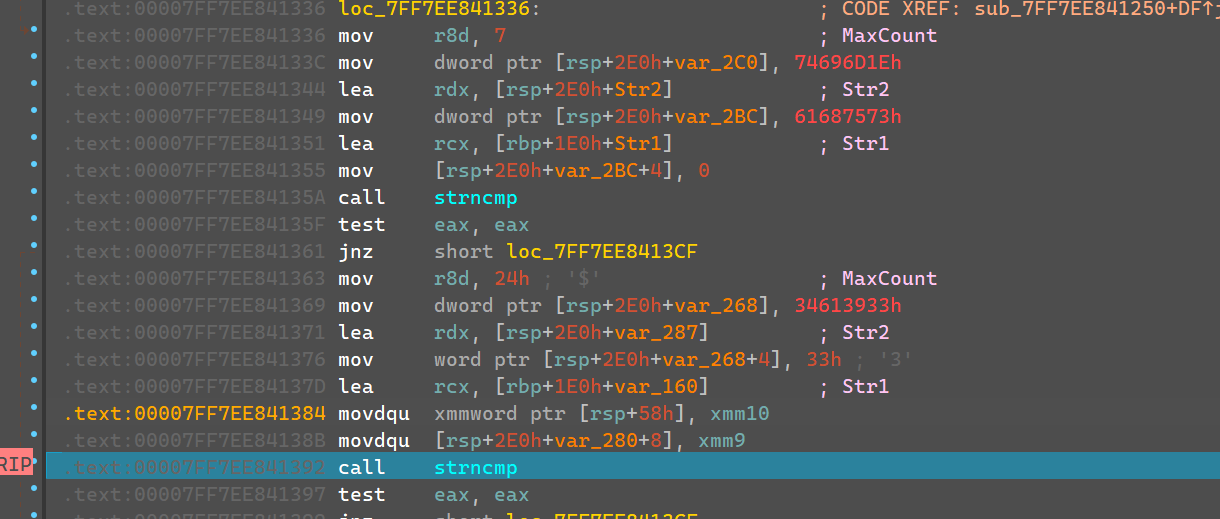 .text:00007FF7EE841336 loc_7FF7EE841336: ; CODE XREF: sub_7FF7EE841250+DF↑j
.text:00007FF7EE841336 mov r8d, 7 ; MaxCount
.text:00007FF7EE84133C mov dword ptr [rsp+2E0h+var_2C0], 74696D1Eh
.text:00007FF7EE841344 lea rdx, [rsp+2E0h+Str2] ; Str2
.text:00007FF7EE841349 mov dword ptr [rsp+2E0h+var_2BC], 61687573h
.text:00007FF7EE841351 lea rcx, [rbp+1E0h+Str1] ; Str1
.text:00007FF7EE841355 mov [rsp+2E0h+var_2BC+4], 0
.text:00007FF7EE84135A call strncmp
.text:00007FF7EE84135F test eax, eax
.text:00007FF7EE841361 jnz short loc_7FF7EE8413CF
.text:00007FF7EE841363 mov r8d, 24h ; '$' ; MaxCount
.text:00007FF7EE841369 mov dword ptr [rsp+2E0h+var_268], 34613933h
.text:00007FF7EE841371 lea rdx, [rsp+2E0h+var_287] ; Str2
.text:00007FF7EE841376 mov word ptr [rsp+2E0h+var_268+4], 33h ; '3'
.text:00007FF7EE84137D lea rcx, [rbp+1E0h+var_160] ; Str1
.text:00007FF7EE841384 movdqu xmmword ptr [rsp+58h], xmm10
.text:00007FF7EE84138B movdqu [rsp+2E0h+var_280+8], xmm9
RIP .text:00007FF7EE841392 call strncmp
.text:00007FF7EE841397 test eax, eax